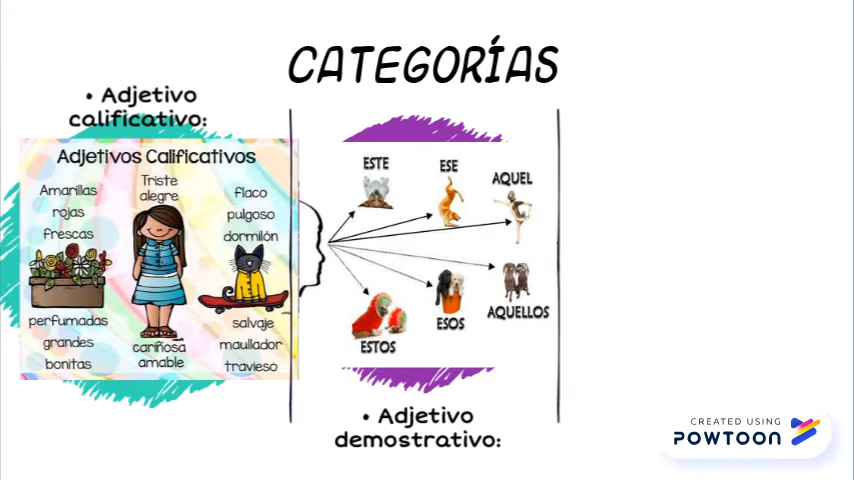 CATEGORÍAS
• Adjetivo
calificativo:
Adjetivos Calificativos
Amarillas
rojas
frescas
perfumadas
grandes
bonitas
Triste
alegre
cariñosa
amable
flaco
pulgoso
dormilón
salvaje
maullador
travieso
ESTE
ESE
AQUEL
ESTOS
ESOS
AQUELLOS
• Adjetivo
demostrativo:
CREATED USING
POWTOON